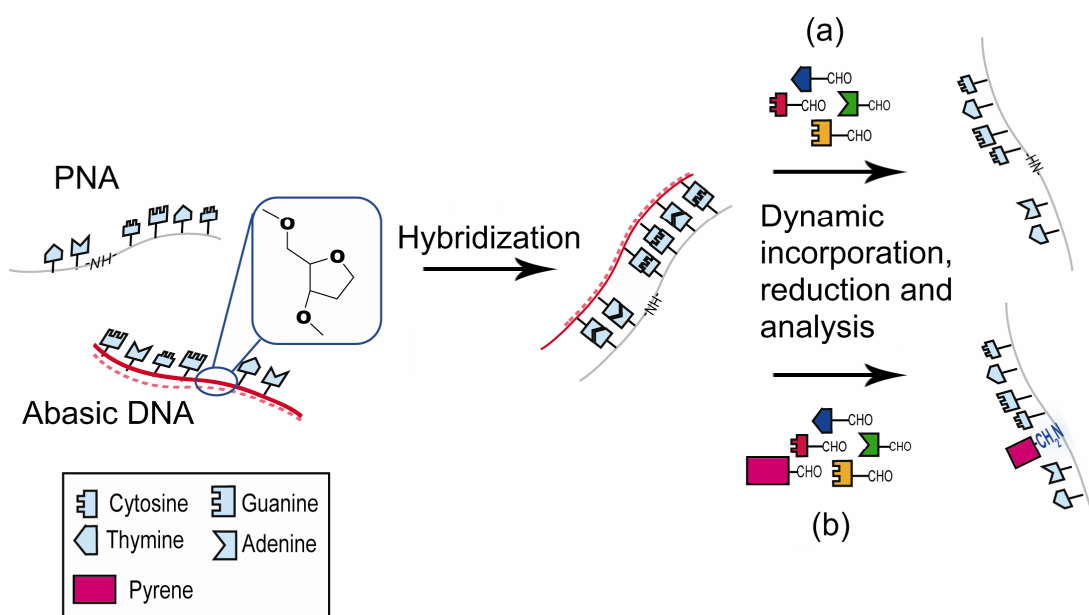 PNA
-NH-
O
O
O
Abasic DNA
Hybridization
-NH-
(a)
CHO
CHO
CHO
CHO
Dynamic
incorporation,
reduction and
analysis
CHO
CHO
CHO
CHO
CHO
(b)
-HN-
CH2N
Cytosine
Guanine
Thymine
Adenine
Pyrene